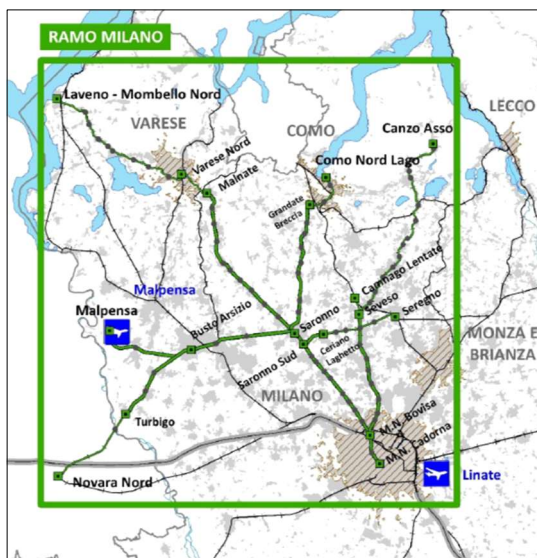 RAMO MILANO
Laveno - Mombello Nord
VARESE
COMO
Canzo Asso
LECCO
Varese Nord
Como Nord Lago
Malnate
Grandate
Breccia
Malpensa
Camnago Lentate
Malpensa
Busto Arsizio
Saronno
Seveso
Seregno
Saronno Sud
Ceriano
Laghetto
MONZA E
BRIANZA
MILANO
Turbigo
M.N. Bovisa
M.N. Cadorna
Novara Nord
Linate